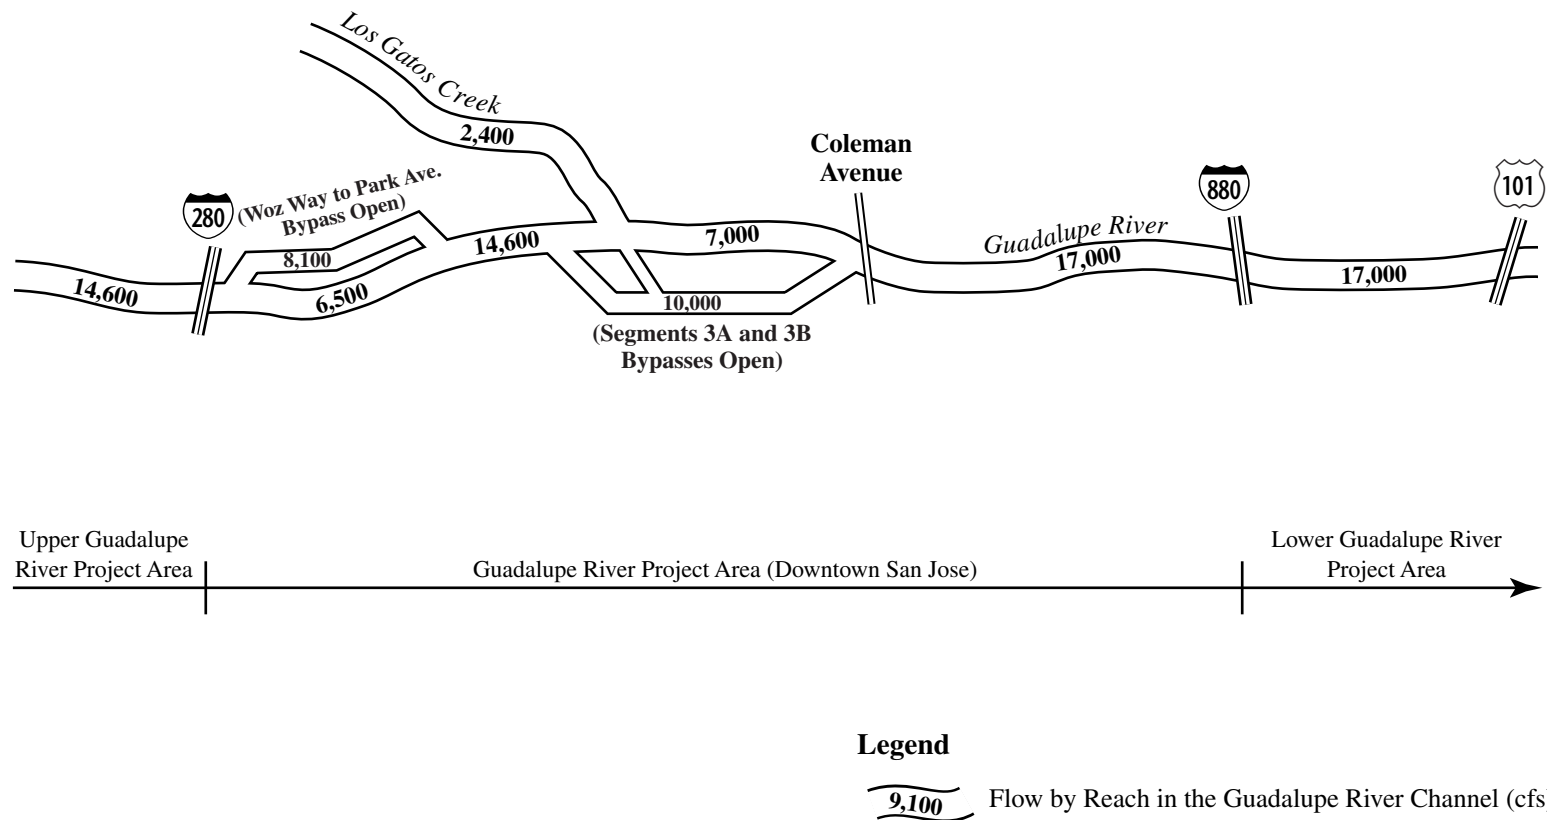 Los Gatos Creek
2,400
Coleman
Avenue
280
(Woz Way to Park Ave.
Bypass Open)
880
101
8,100
14,600
7,000
Guadalupe River
17,000
17,000
14,600
6,500
10,000
(Segments 3A and 3B
Bypasses Open)
Upper Guadalupe
River Project Area
Guadalupe River Project Area (Downtown San Jose)
Lower Guadalupe River
Project Area
Legend
9,100
Flow by Reach in the Guadalupe River Channel (cfs